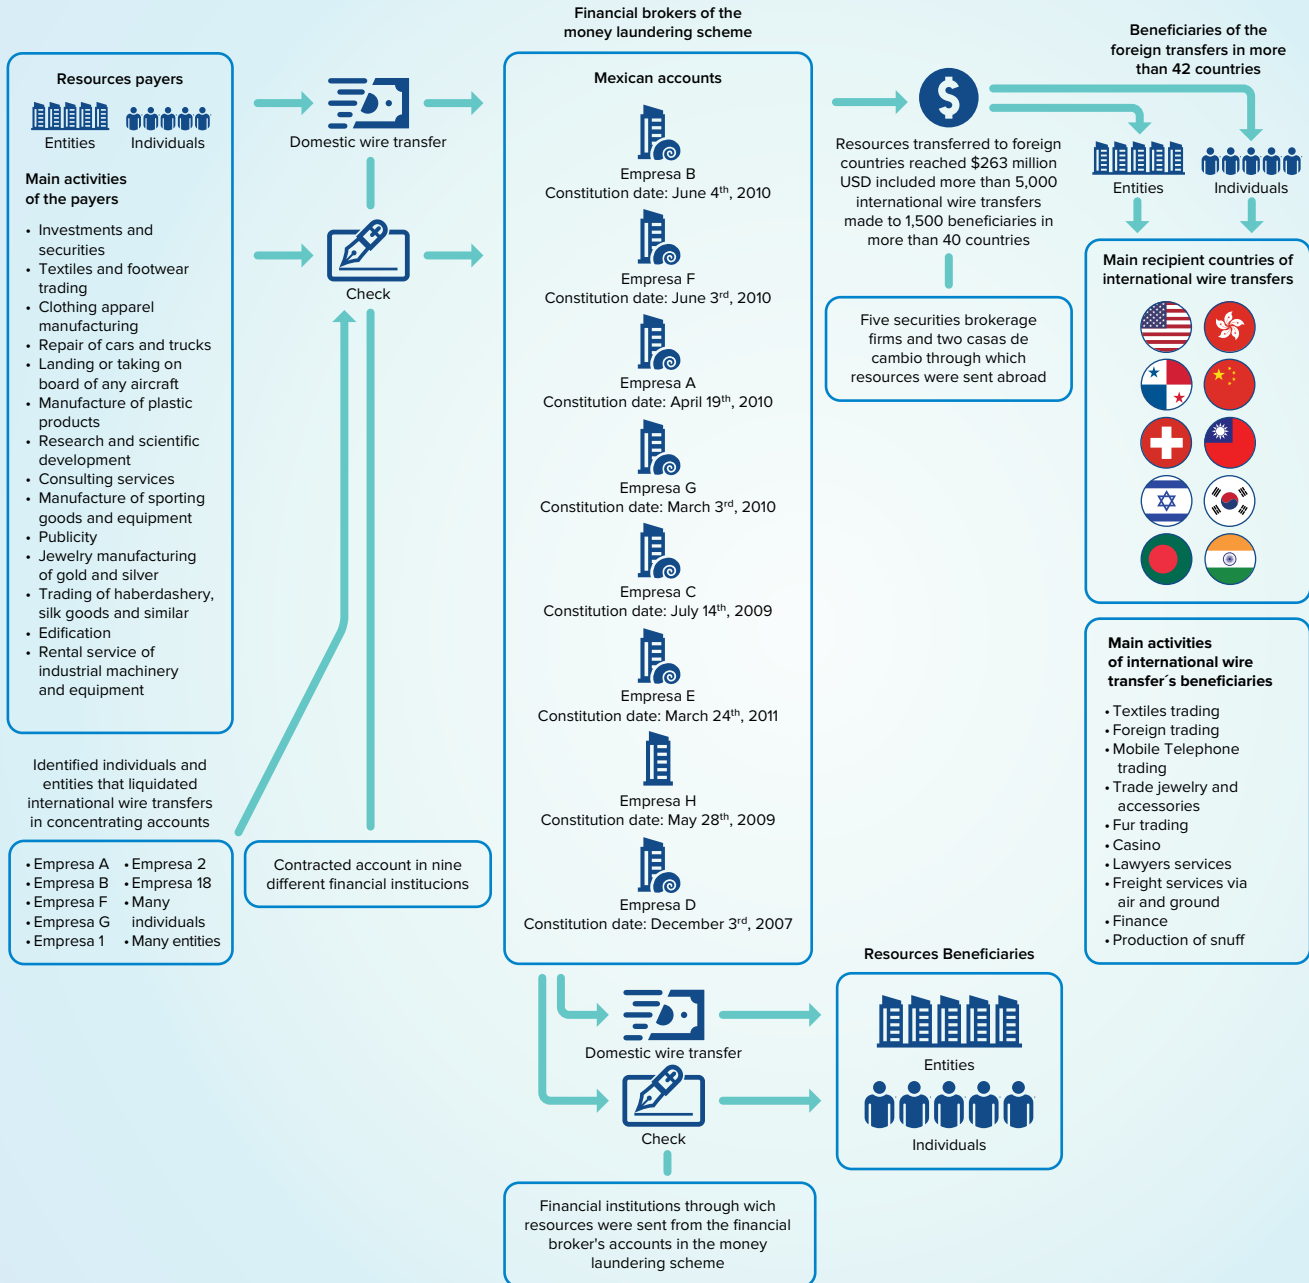 Financial brokers of the
money laundering scheme
Beneficiaries of the
foreign transfers in more
than 42 countries
Resources payers
Entities
Individuals
Main activities
of the payers
• Investments and
securities
• Textiles and footwear
trading
• Clothing apparel
manufacturing
• Repair of cars and trucks
• Landing or taking on
board of any aircraft
• Manufacture of plastic
products
• Research and scientific
development
• Consulting services
• Manufacture of sporting
goods and equipment
• Publicity
• Jewelry manufacturing
of gold and silver
• Trading of haberdashery,
silk goods and similar
• Edification
• Rental service of
industrial machinery
and equipment
Identified individuals and
entities that liquidated
international wire transfers
in concentrating accounts
• Empresa A
• Empresa B
• Empresa F
• Empresa G
• Empresa 1
• Empresa 2
• Empresa 18
• Many
individuals
• Many entities
Domestic wire transfer
Check
Contracted account in nine
different financial institucions
Mexican accounts
Empresa B
Constitution date: June 4th, 2010
Empresa F
Constitution date: June 3rd, 2010
Empresa A
Constitution date: April 19th, 2010
Empresa G
Constitution date: March 3rd, 2010
Empresa C
Constitution date: July 14th, 2009
Empresa E
Constitution date: March 24th, 2011
Empresa H
Constitution date: May 28th, 2009
Empresa D
Constitution date: December 3rd, 2007
$
Resources transferred to foreign
countries reached $263 million
USD included more than 5,000
international wire transfers
made to 1,500 beneficiaries in
more than 40 countries
Five securities brokerage
firms and two casas de
cambio through which
resources were sent abroad
Entities
Individuals
Main recipient countries of
international wire transfers
Main activities
of international wire
transfer´s beneficiaries
• Textiles trading
• Foreign trading
• Mobile Telephone
trading
• Trade jewelry and
accessories
• Fur trading
• Casino
• Lawyers services
• Freight services via
air and ground
• Finance
• Production of snuff
Domestic wire transfer
Check
Financial institutions through wich
resources were sent from the financial
broker's accounts in the money
laundering scheme
Resources Beneficiaries
Entities
Individuals